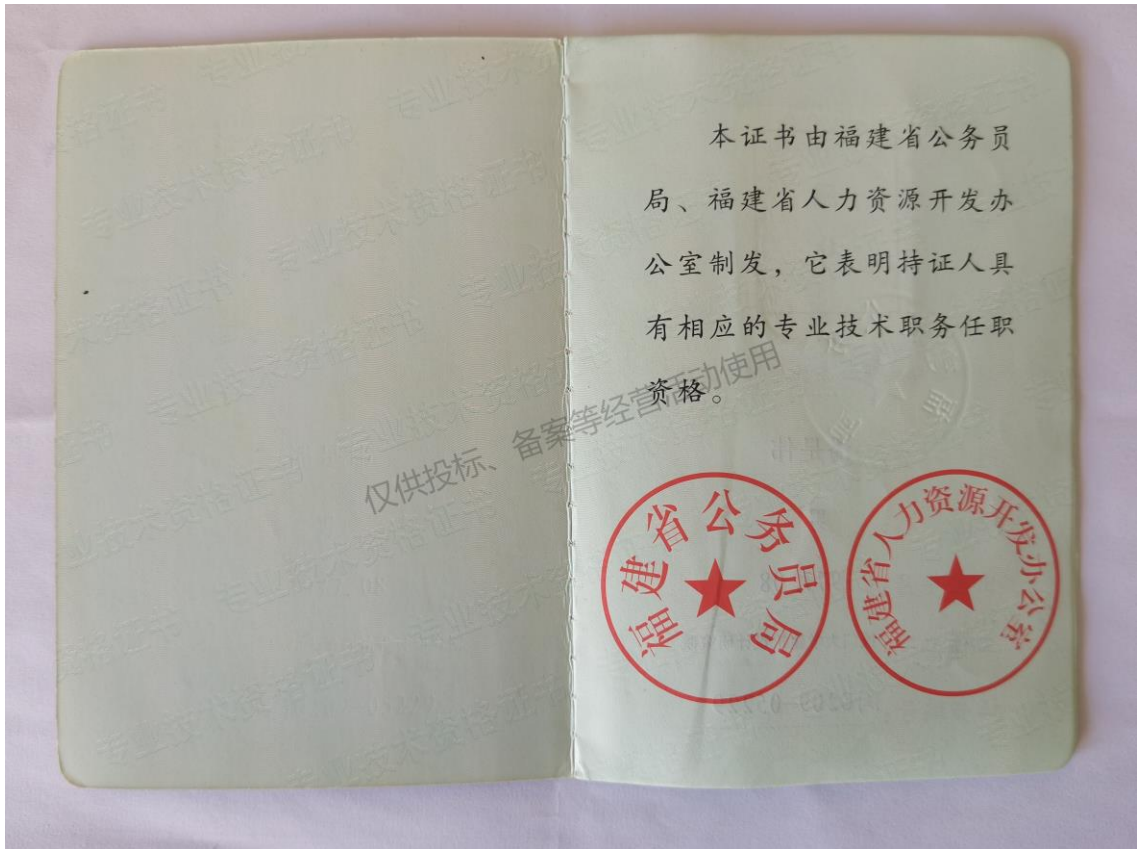 本证书由福建省公务员
局、福建省人力资源开发办
公室制发，它表明持证人具
有相应的专业技术职务任职
资格。
仅供投标、备案等经营活动使用
福建省公务员局
福建省人力资源开发办公室
专业技术资格证书